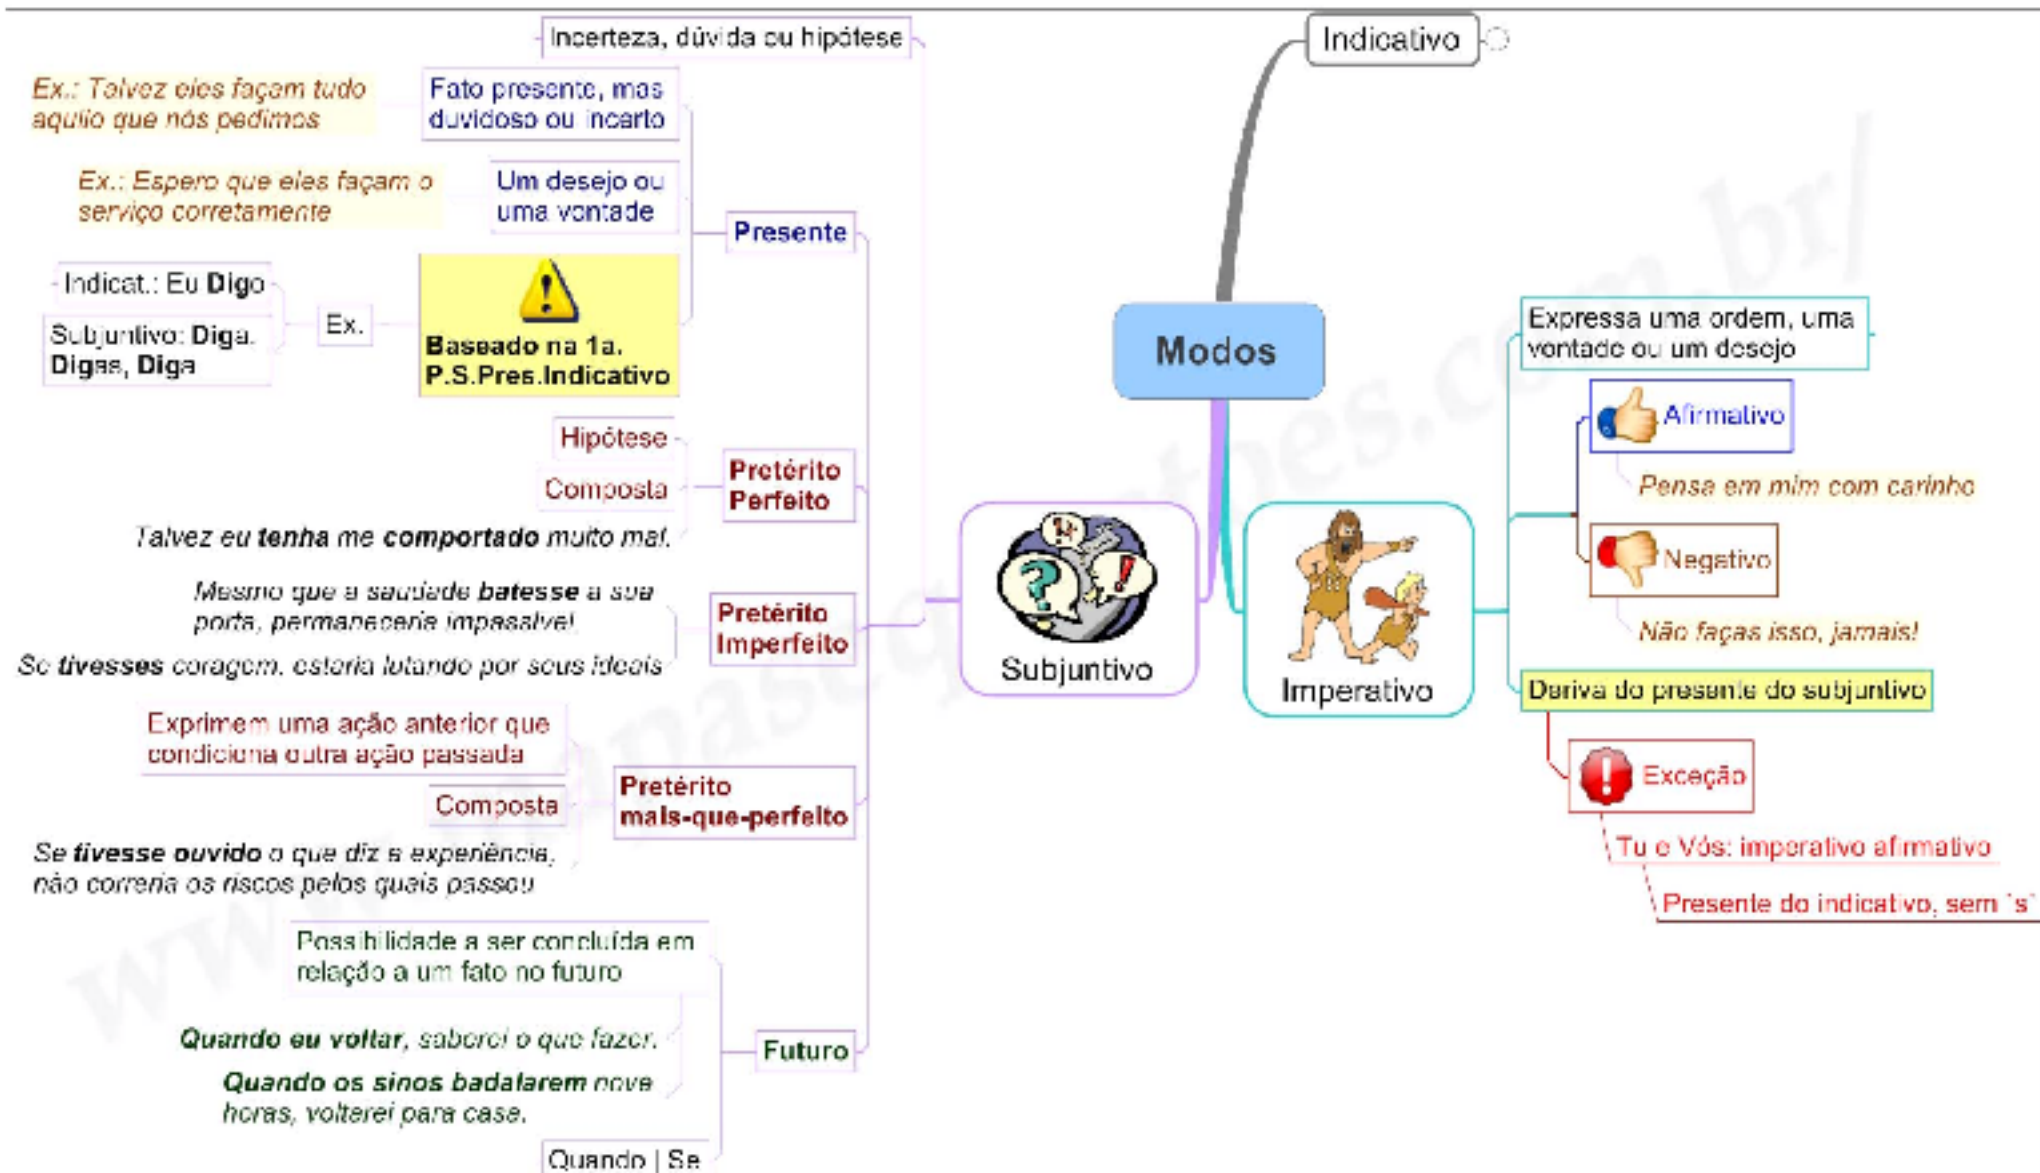 Modos
Indicativo
Subjuntivo
Incerteza, dúvida ou hipótese
Presente
Fato presente, mas
duvidoso ou incerto
Ex.: Talvez eles façam tudo
aquilo que nós pedimos
Um desejo ou
uma vontade
Ex.: Espero que eles façam o
serviço corretamente
Baseado na 1a.
P.S.Pres.Indicativo
Ex.
Indicat.: Eu Digo
Subjuntivo: Diga,
Digas, Diga
Pretérito
Perfeito
Hipótese
Composta
Talvez eu tenha me comportado muito mal.
Pretérito
Imperfeito
Mesmo que a saudade batesse a sua
porta, permaneceria impassível
Se tivesses coragem, estaria lutando por seus ideais
Pretérito
mais-que-perfeito
Exprimem uma ação anterior que
condiciona outra ação passada
Composta
Se tivesse ouvido o que diz a experiência,
não correria os riscos pelos quais passou
Futuro
Possibilidade a ser concluída em
relação a um fato no futuro
Quando eu voltar, saberei o que fazer.
Quando os sinos badalarem nove
horas, voltarei para casa.
Quando | Se
Imperativo
Expressa uma ordem, uma
vontade ou um desejo
Afirmativo
Pensa em mim com carinho
Negativo
Não faças isso, jamais!
Deriva do presente do subjuntivo
Exceção
Tu e Vós: imperativo afirmativo
Presente do indicativo, sem `s`